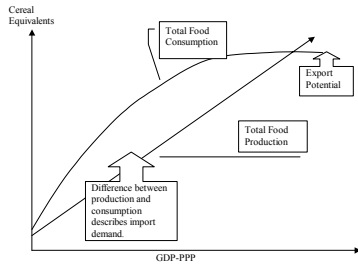 Cereal
Equivalents
Total Food
Consumption
Export
Potential
Total Food
Production
Difference between
production and
consumption
describes import
demand.
GDP-PPP